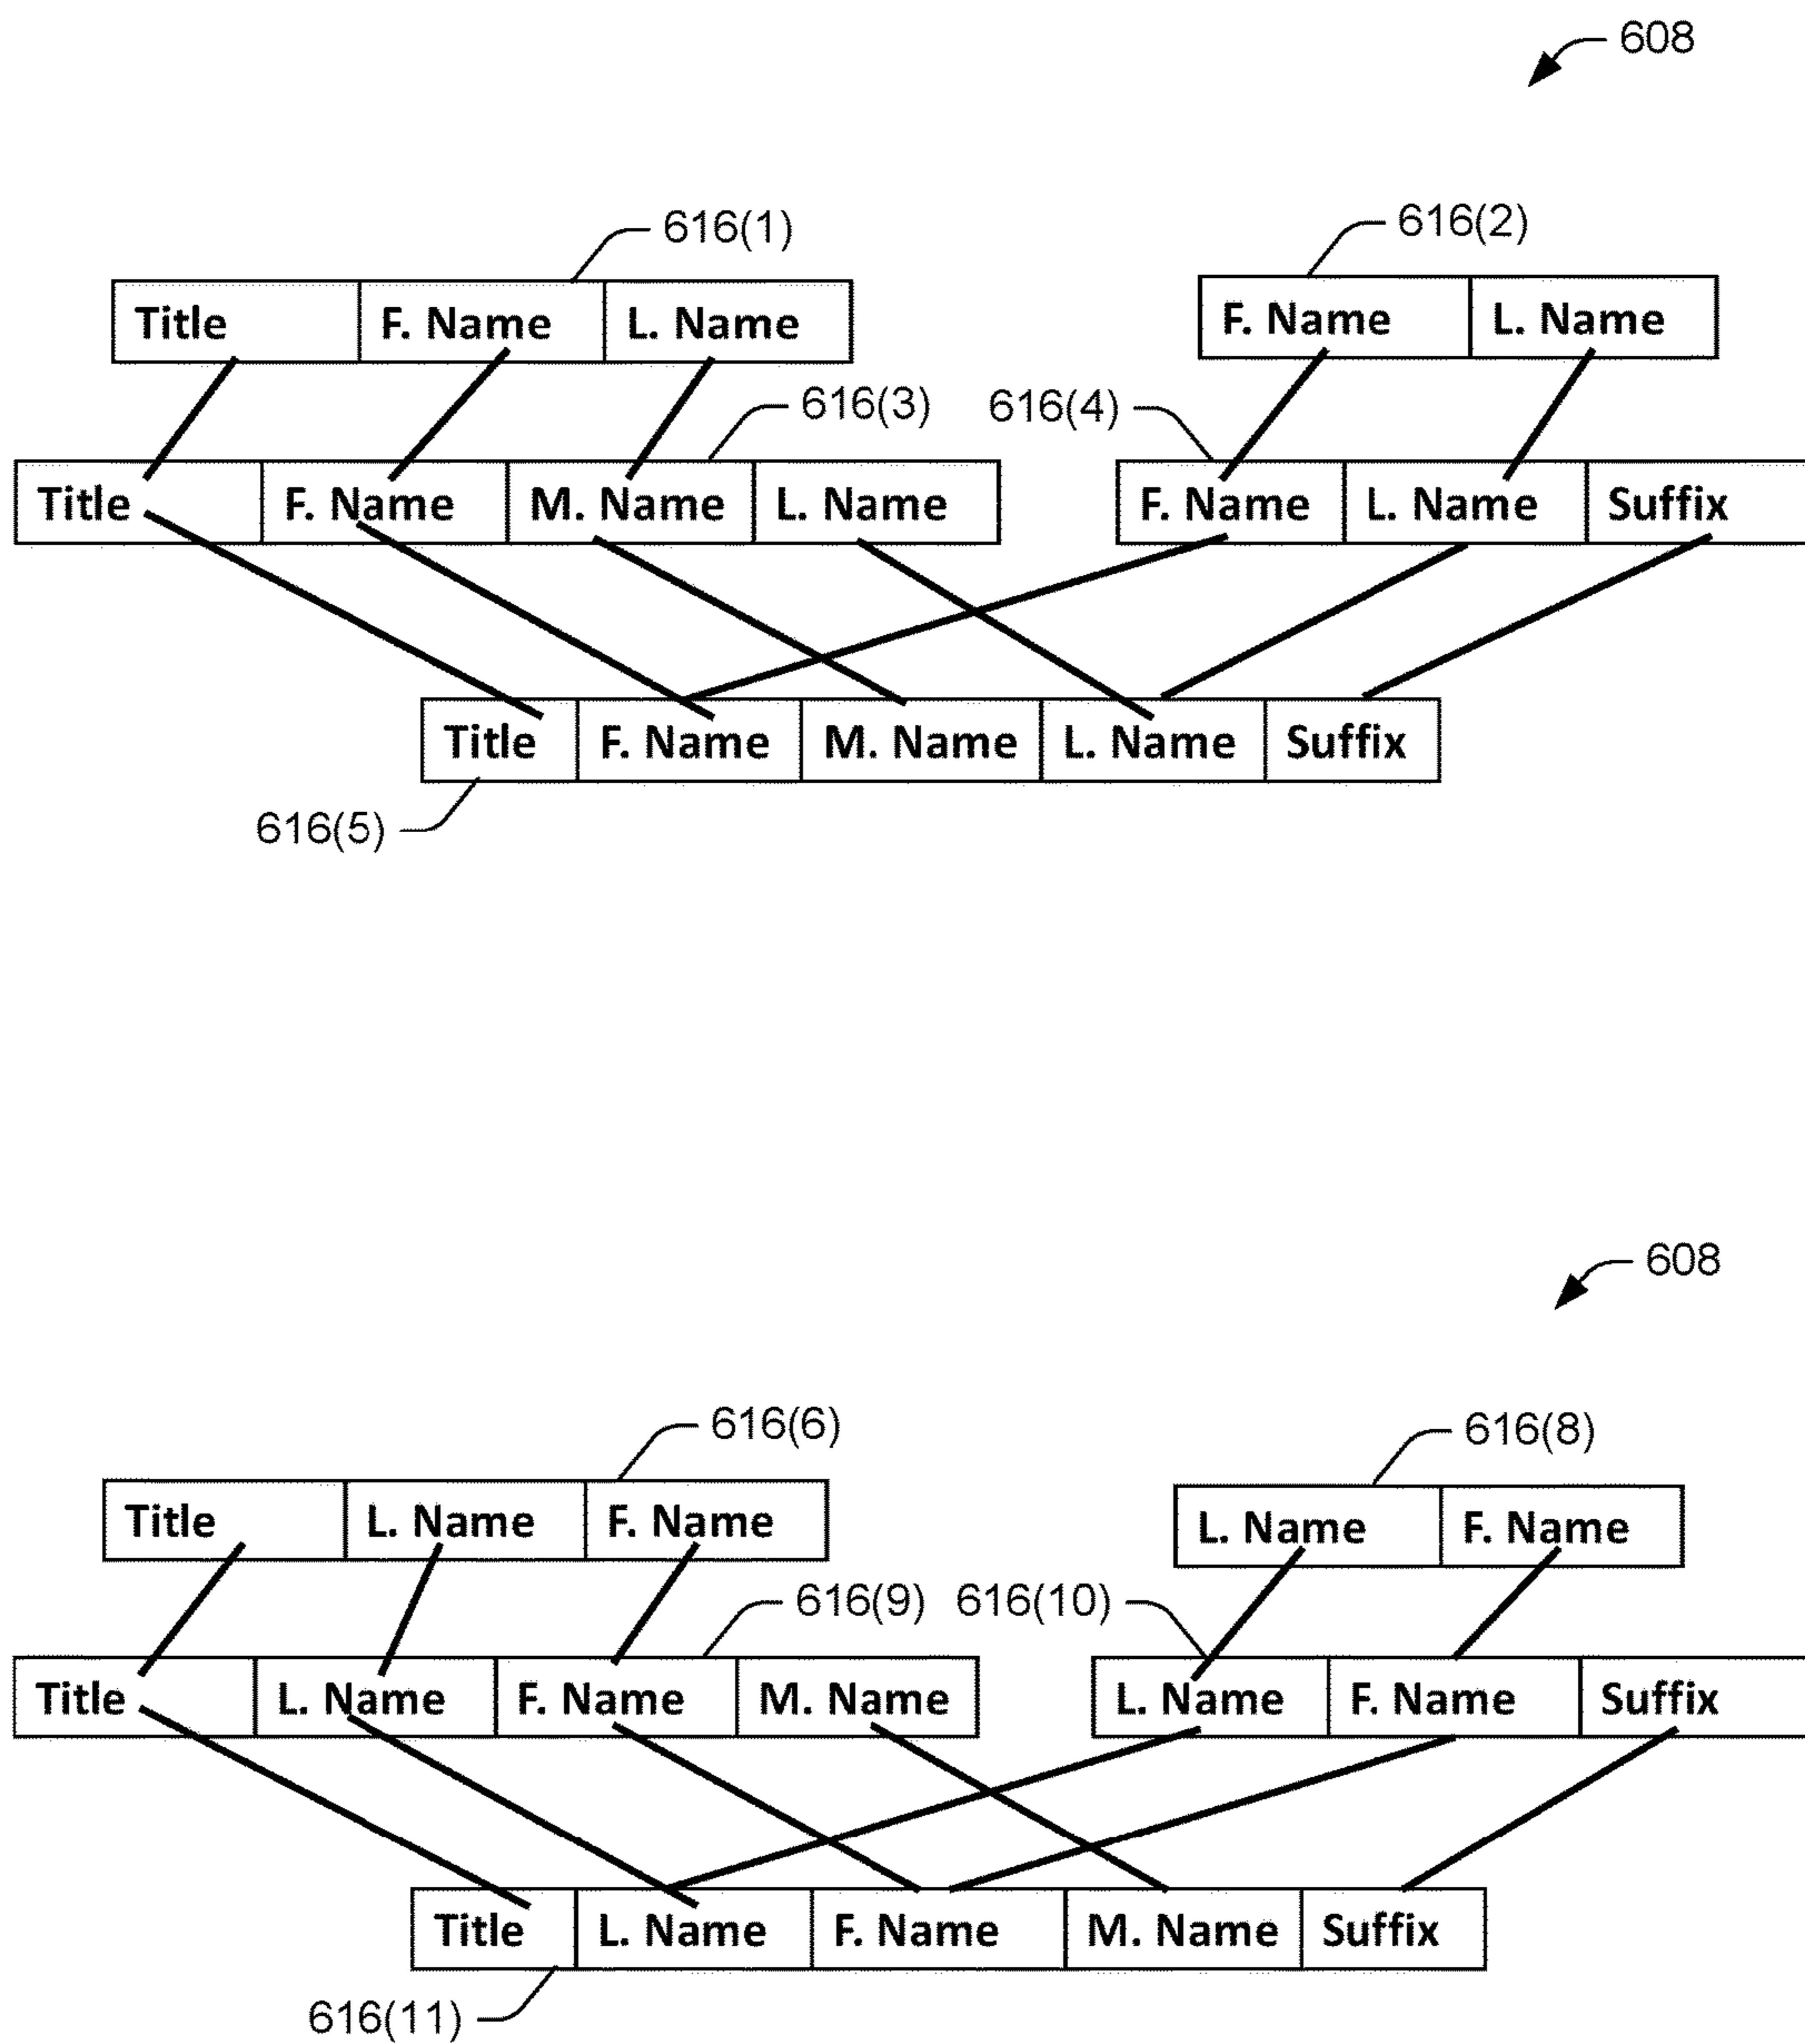 608
616(1) 616(2)
Title F. Name L. Name F. Name L. Name
616(3) 616(4)
Title F. Name M. Name L. Name F. Name L. Name Suffix
Title F. Name M. Name L. Name Suffix
616(5)
608
616(6) 616(8)
Title L. Name F. Name L. Name F. Name
616(9) 616(10)
Title L. Name F. Name M. Name L. Name F. Name Suffix
Title L. Name F. Name M. Name Suffix
616(11)